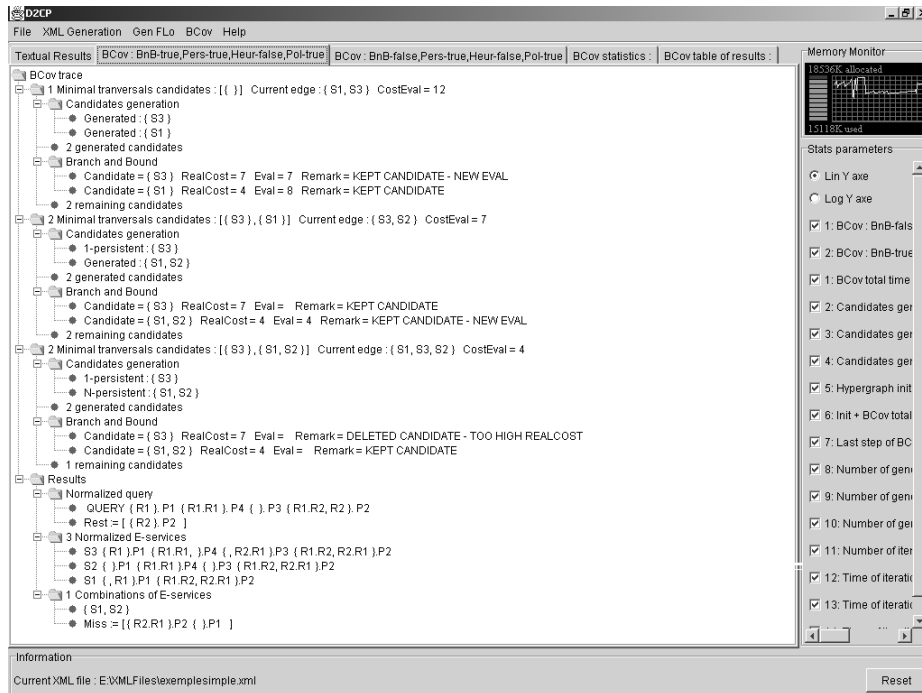 D2CP
File XML Generation Gen FLo BCov Help
Textual Results BCov : BnB-true,Pers-true,Heur-false,Pol-true BCov : BnB-false,Pers-true,Heur-false,Pol-true BCov statistics : BCov table of results :
BCov trace
1 Minimal tranversals candidates : [{ }] Current edge : { S1, S3 } CostEval = 12
Candidates generation
Generated : { S3 }
Generated : { S1 }
2 generated candidates
Branch and Bound
Candidate = { S3 } RealCost = 7 Eval = 7 Remark = KEPT CANDIDATE - NEW EVAL
Candidate = { S1 } RealCost = 4 Eval = 8 Remark = KEPT CANDIDATE
2 remaining candidates
2 Minimal tranversals candidates : [{ S3 } , { S1 }] Current edge : { S3, S2 } CostEval = 7
Candidates generation
1-persistent : { S3 }
Generated : { S1, S2 }
2 generated candidates
Branch and Bound
Candidate = { S3 } RealCost = 7 Eval = Remark = KEPT CANDIDATE
Candidate = { S1, S2 } RealCost = 4 Eval = 4 Remark = KEPT CANDIDATE - NEW EVAL
2 remaining candidates
2 Minimal tranversals candidates : [{ S3 } , { S1, S2 }] Current edge : { S1, S3, S2 } CostEval = 4
Candidates generation
1-persistent : { S3 }
N-persistent : { S1, S2 }
2 generated candidates
Branch and Bound
Candidate = { S3 } RealCost = 7 Eval = Remark = DELETED CANDIDATE - TOO HIGH REALCOST
Candidate = { S1, S2 } RealCost = 4 Eval = Remark = KEPT CANDIDATE
1 remaining candidates
Results
Normalized query
QUERY { R1 }. P1 { R1.R1 }. P4 { }. P3 { R1.R2, R2 }. P2
Rest := [ { R2 }. P2 ]
3 Normalized E-services
S3 { R1 }.P1 { R1.R1, }.P4 { , R2.R1 }.P3 { R1.R2, R2.R1 }.P2
S2 { }.P1 { R1.R1 }.P4 { }.P3 { R1.R2, R2.R1 }.P2
S1 { , R1 }.P1 { R1.R2, R2.R1 }.P2
1 Combinations of E-services
{ S1, S2 }
Miss := [ { R2.R1 }.P2 { }.P1 ]
Memory Monitor
18536K allocated
15118K used
Stats parameters
Lin Y axe
Log Y axe
1: BCov : BnB-fals
2: BCov : BnB-true
1: BCov total time
2: Candidates gen
3: Candidates gen
4: Candidates gen
5: Hypergraph init
6: Init + BCov total
7: Last step of BC
8: Number of gene
9: Number of gene
10: Number of ger
11: Number of iter
12: Time of iteratio
13: Time of iteratio
Information
Current XML file : E:\XMLFiles\exemplesimple.xml
Reset